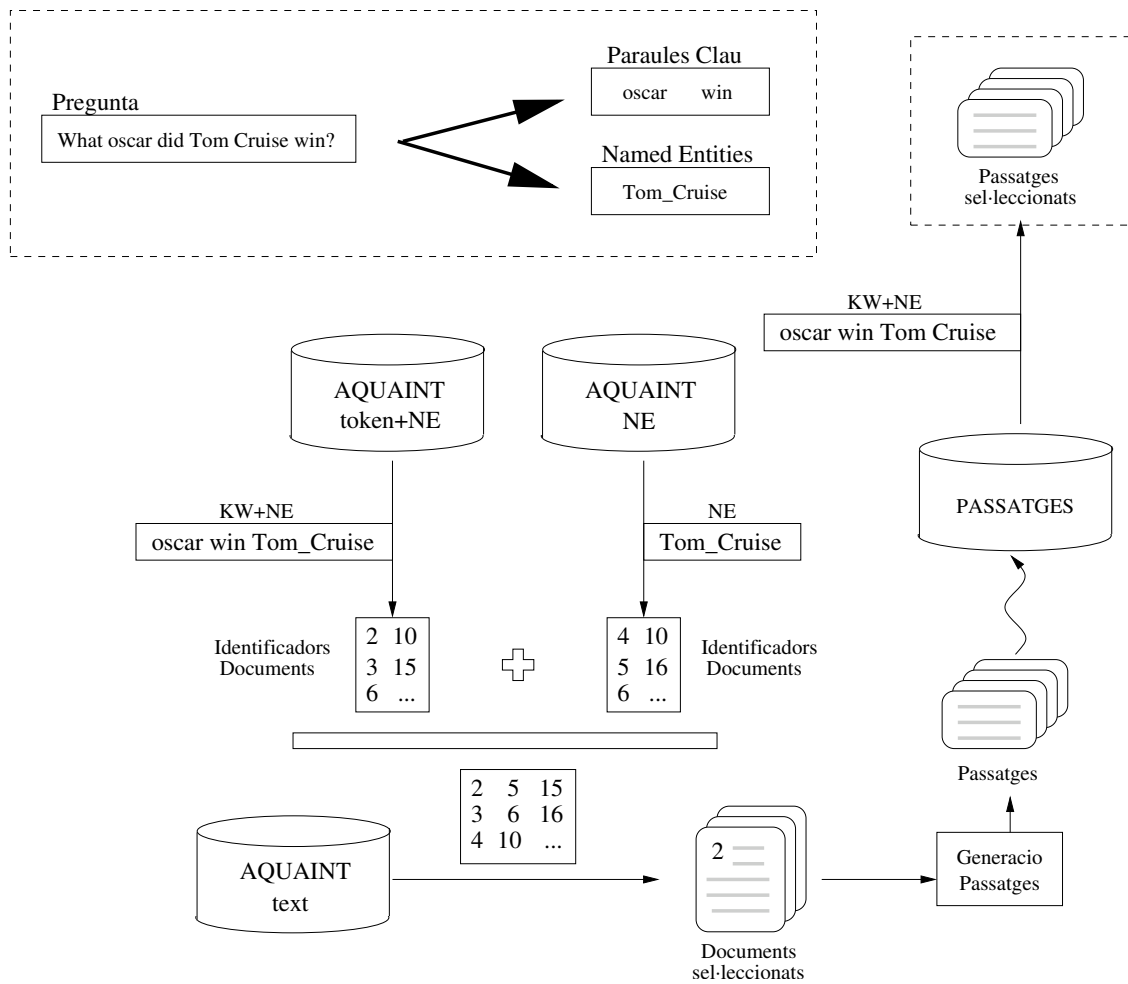 Pregunta
What oscar did Tom Cruise win?
Paraules Clau
oscar win
Named Entities
Tom_Cruise
Passatges
sel·leccionats
KW+NE
oscar win Tom Cruise
AQUAINT
token+NE
AQUAINT
NE
PASSATGES
KW+NE
oscar win Tom_Cruise
NE
Tom_Cruise
Identificadors
Documents
2 10
3 15
6 ...
4 10
5 16
6 ...
Identificadors
Documents
2 5 15
3 6 16
4 10 ...
AQUAINT
text
2
Documents
sel·leccionats
Generacio
Passatges
Passatges